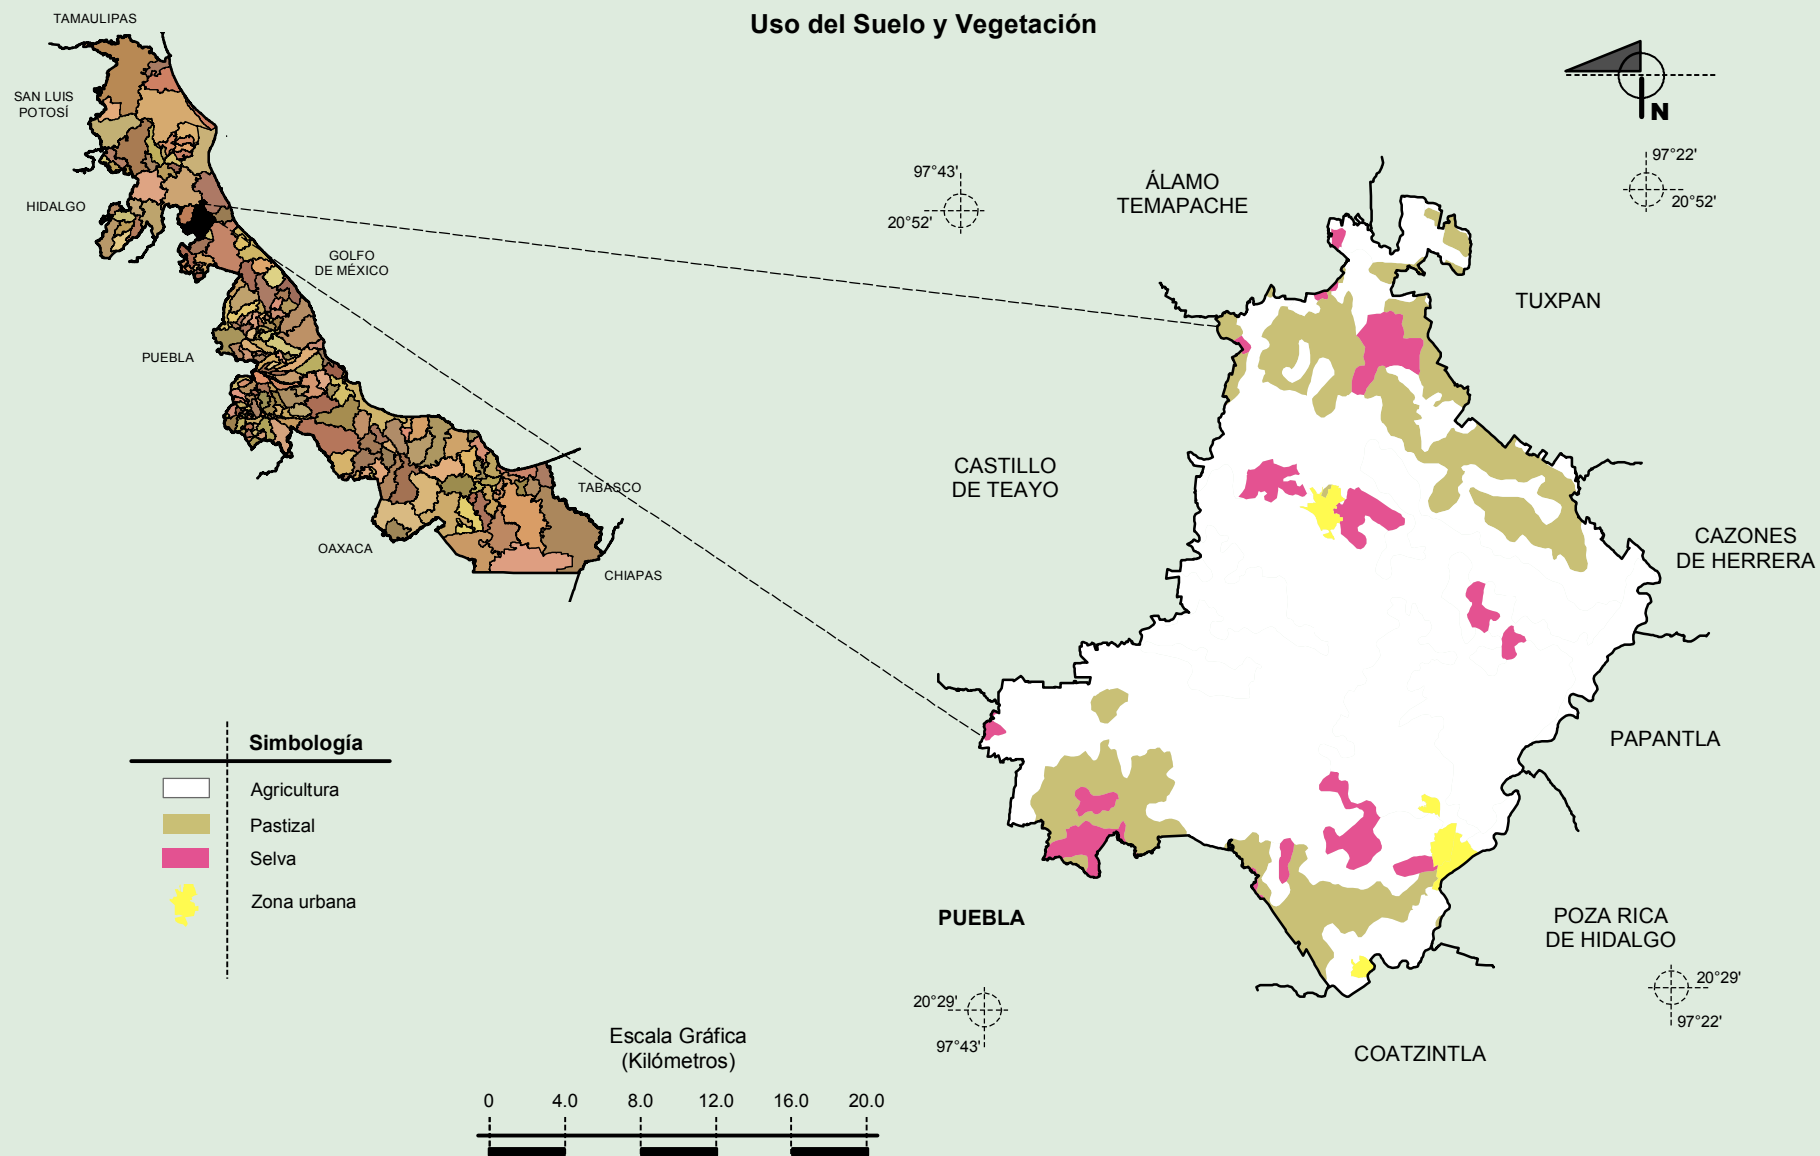 Uso del Suelo y Vegetación
TAMAULIPAS
SAN LUIS
POTOSÍ
HIDALGO
GOLFO
DE MÉXICO
PUEBLA
OAXACA
TABASCO
CHIAPAS
N
97°43'
20°52'
97°22'
20°52'
ÁLAMO
TEMAPACHE
TUXPAN
CASTILLO
DE TEAYO
CAZONES
DE HERRERA
PAPANTLA
PUEBLA
POZA RICA
DE HIDALGO
COATZINTLA
20°29'
97°43'
20°29'
97°22'
Simbología
Agricultura
Pastizal
Selva
Zona urbana
Escala Gráfica
(Kilómetros)
0 4.0 8.0 12.0 16.0 20.0